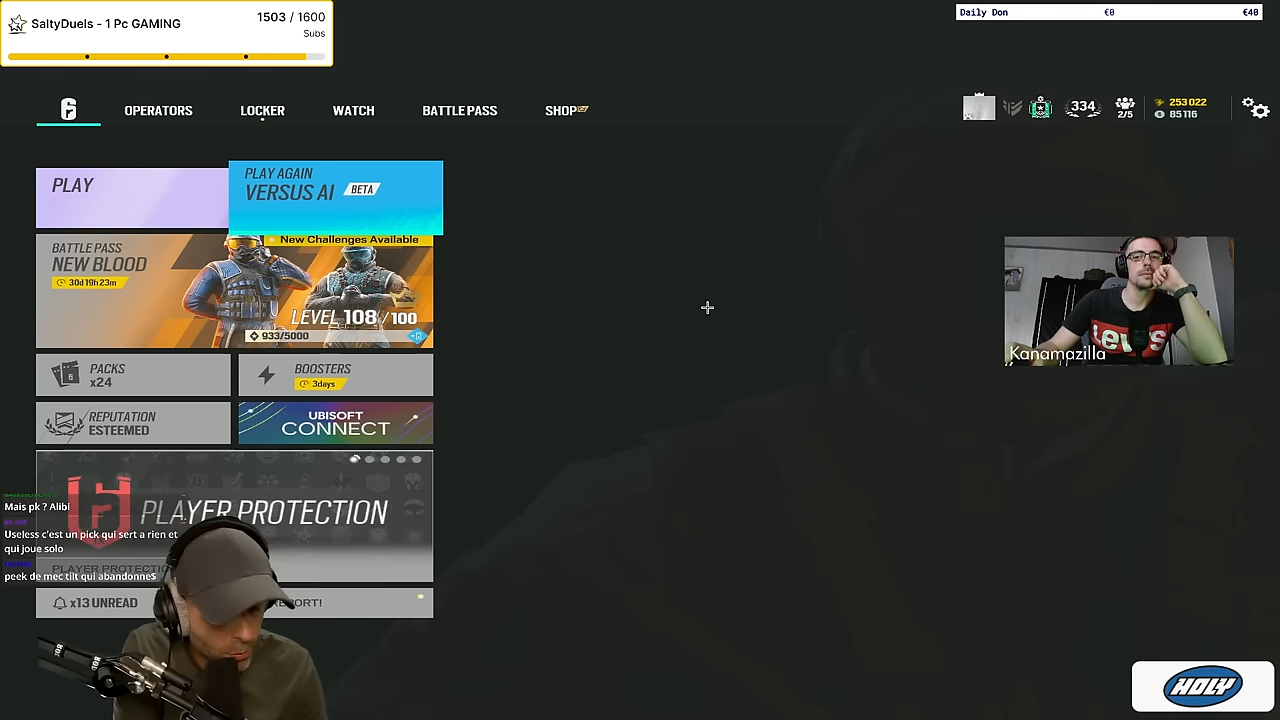 SaltyDuels - 1 Pc GAMING
1503 / 1600
Subs
Daily Don €0 €40
OPERATORS LOCKER WATCH BATTLE PASS SHOP
334
2/5
253 022
85 116
PLAY
PLAY AGAIN
VERSUS AI BETA
BATTLE PASS
NEW BLOOD
30d19h23m
New Challenges Available
LEVEL 108 /100
933/5000
PACKS
x24
BOOSTERS
3days
REPUTATION
ESTEEMED
UBISOFT
CONNECT
Kanamazilla
LEVI'S
PLAYER PROTECTION
Mais pk ? Alibi
Useless c'est un pick qui sert a rien et
qui joue solo
peek de mec tilt qui abandonne$
x13 UNREAD
HOLY